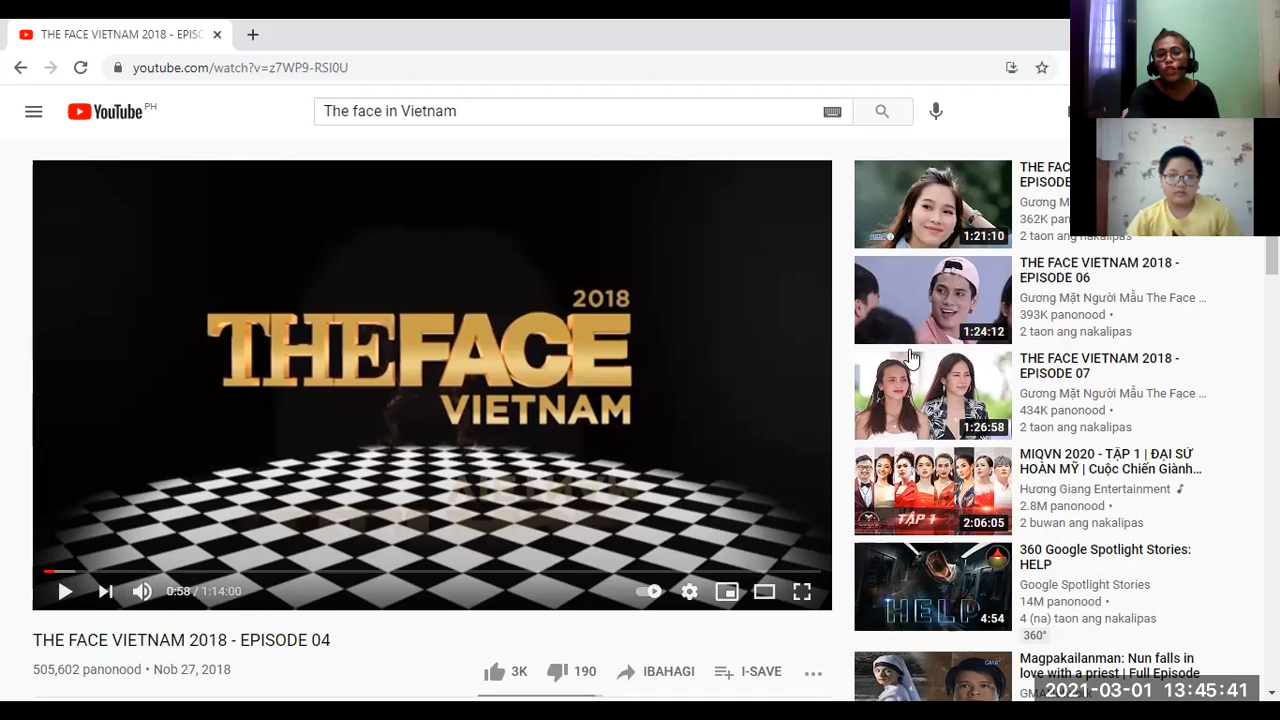 THE FACE VIETNAM 2018 - EPISO
youtube.com/watch?v=z7WP9-RSI0U
YouTube PH
The face in Vietnam
2018
THE FACE
VIETNAM
0:58 / 1:14:00
THE FACE VIETNAM 2018 - EPISODE 04
505,602 panonood • Nob 27, 2018
3K
190
IBAHAGI
I-SAVE
1:21:10
THE FA
EPISODE
Gương M
362K pano
2 taon ang nakalipas
1:24:12
THE FACE VIETNAM 2018 -
EPISODE 06
Gương Mặt Người Mẫu The Face ...
393K panonood •
2 taon ang nakalipas
1:26:58
THE FACE VIETNAM 2018 -
EPISODE 07
Gương Mặt Người Mẫu The Face ...
434K panonood •
2 taon ang nakalipas
TẬP 1
2:06:05
MIQVN 2020 - TẬP 1 | ĐẠI SỨ
HOÀN MỸ | Cuộc Chiến Giành...
Hương Giang Entertainment
2.8M panonood •
2 buwan ang nakalipas
HELP
4:54
360 Google Spotlight Stories:
HELP
Google Spotlight Stories
14M panonood •
4 (na) taon ang nakalipas
360°
Magpakailanman: Nun falls in
love with a priest | Full Episode
2021-03-01 13:45:41